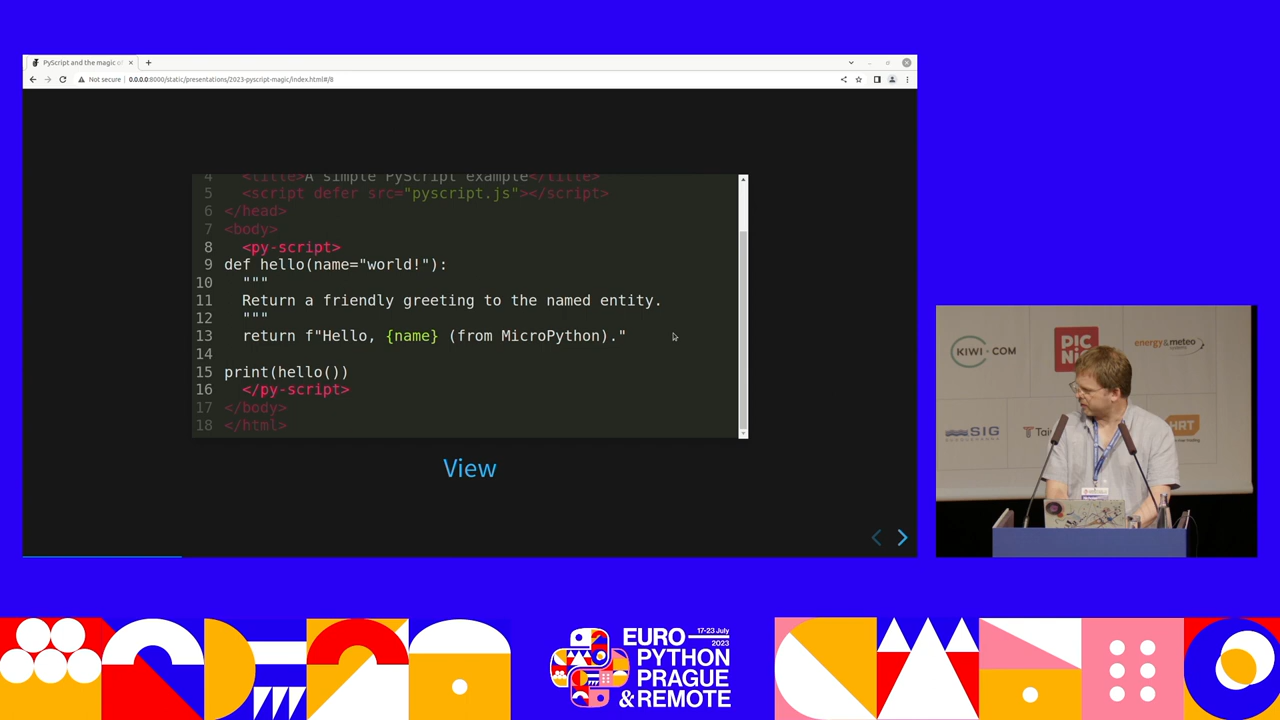 PyScript and the magic of
Not secure
0.0.0.0:8000/static/presentations/2023-pyscript-magic/index.html#/8
4 <title>A simple PyScript example</title>
5 <script defer src="pyscript.js"></script>
6 </head>
7 <body>
8 <py-script>
9 def hello(name="world!"):
10 """
11 Return a friendly greeting to the named entity.
12 """
13 return f"Hello, {name} (from MicroPython)."
14
15 print(hello())
16 </py-script>
17 </body>
18 </html>
View
KIWI.COM
PIC
energy & meteo
SIG
HRT
EURO
17-23 July
2023
PYTHON
PRAGUE
& REMOTE